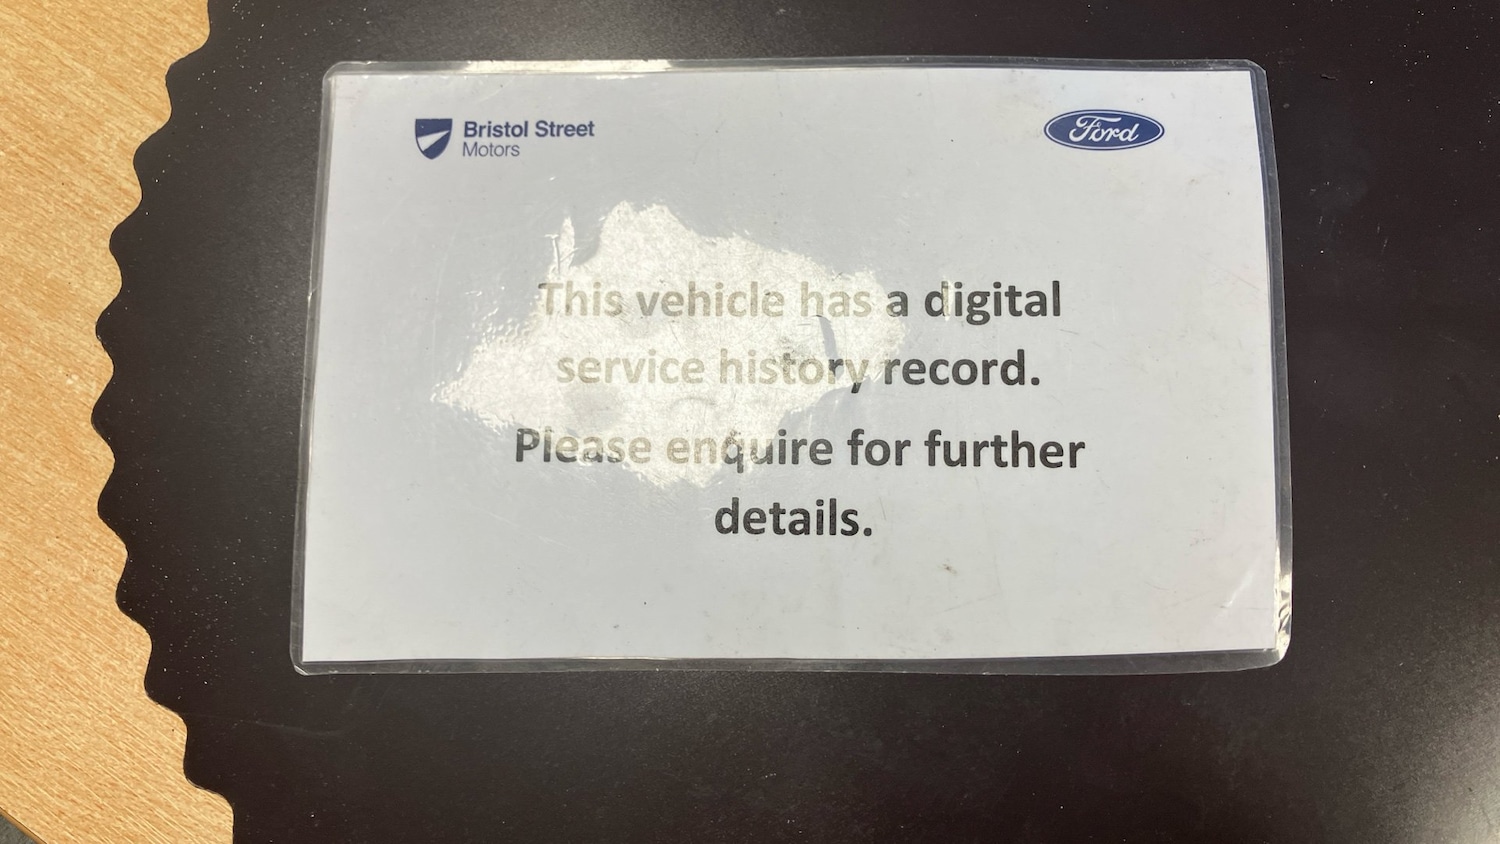 Bristol Street
Motors
Ford
This vehicle has a digital
service history record.
Please enquire for further
details.